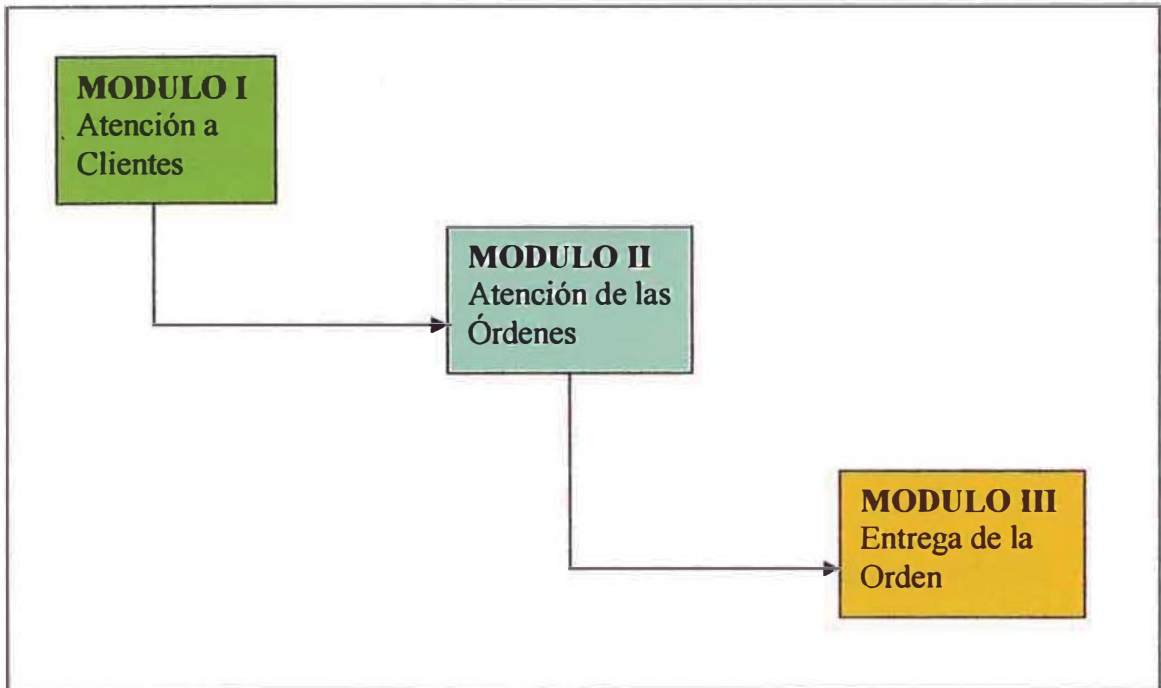 MODULO I
Atención a
Clientes
MODULO II
Atención de las
Órdenes
MODULO III
Entrega de la
Orden